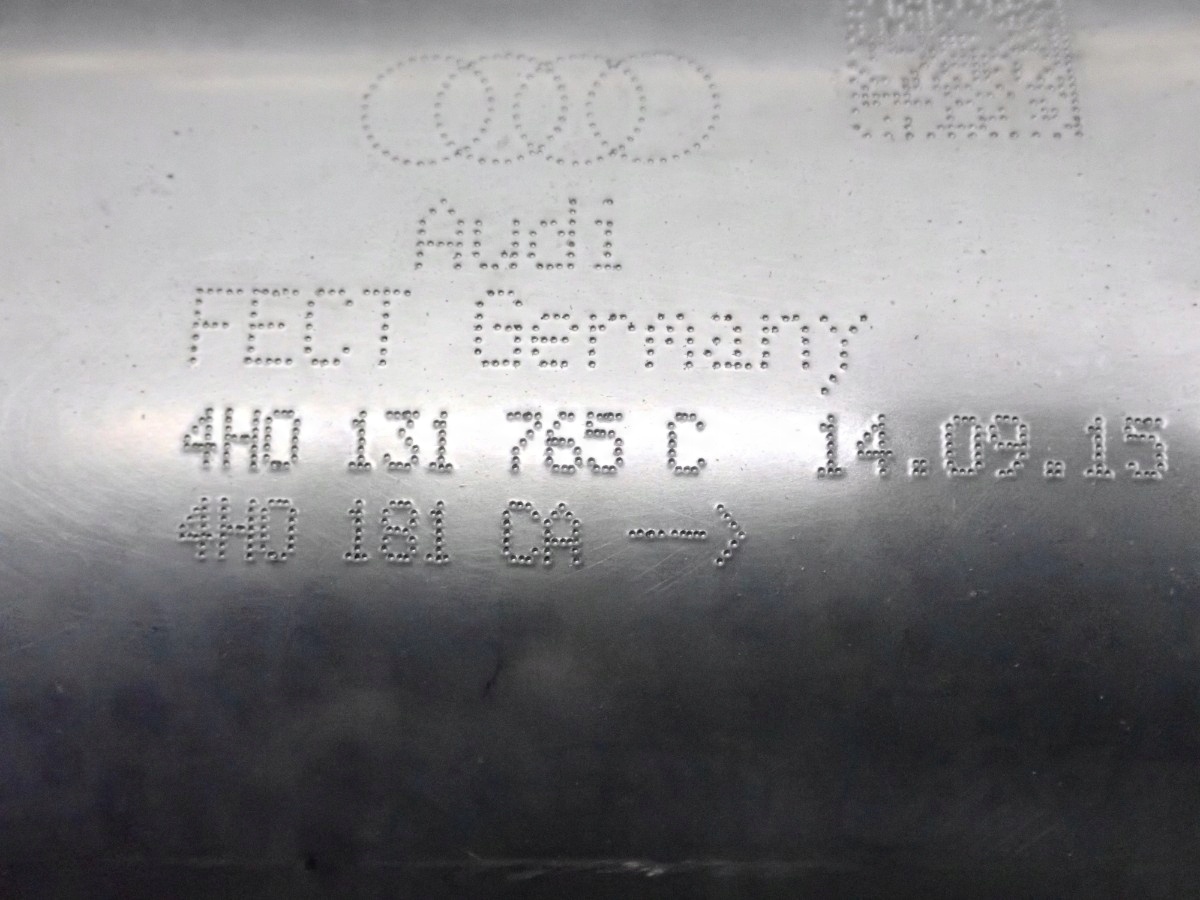 Audi
FECT Germany
4H0 131 765 C 14.09.15
4H0 181 CA -->